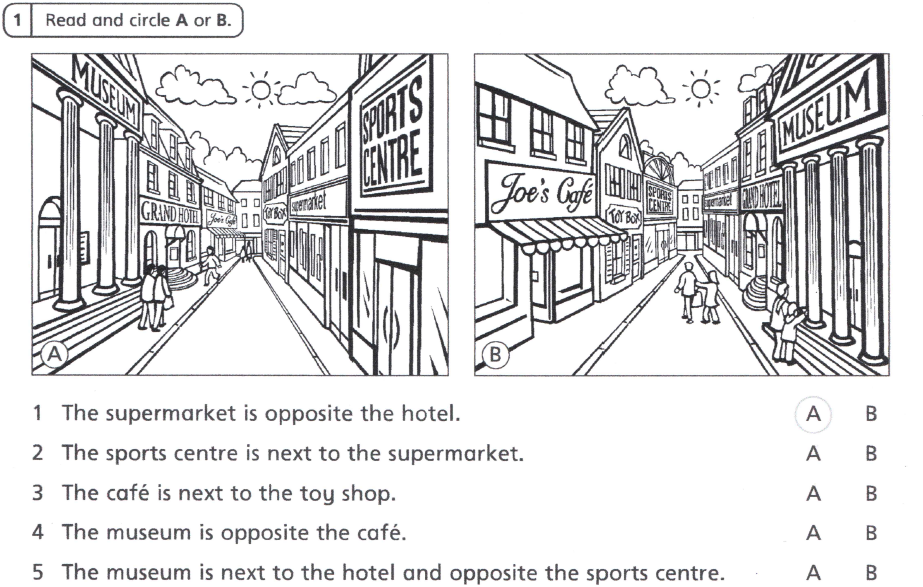 1 Read and circle A or B.
MUSEUM
GRAND HOTEL
Joe's Café
TOY BOX
supermarket
SPORTS CENTRE
A
Joe's Café
TOY BOX
SPORTS CENTRE
supermarket
GRAND HOTEL
MUSEUM
B
1 The supermarket is opposite the hotel. A B
2 The sports centre is next to the supermarket. A B
3 The café is next to the toy shop. A B
4 The museum is opposite the café. A B
5 The museum is next to the hotel and opposite the sports centre. A B